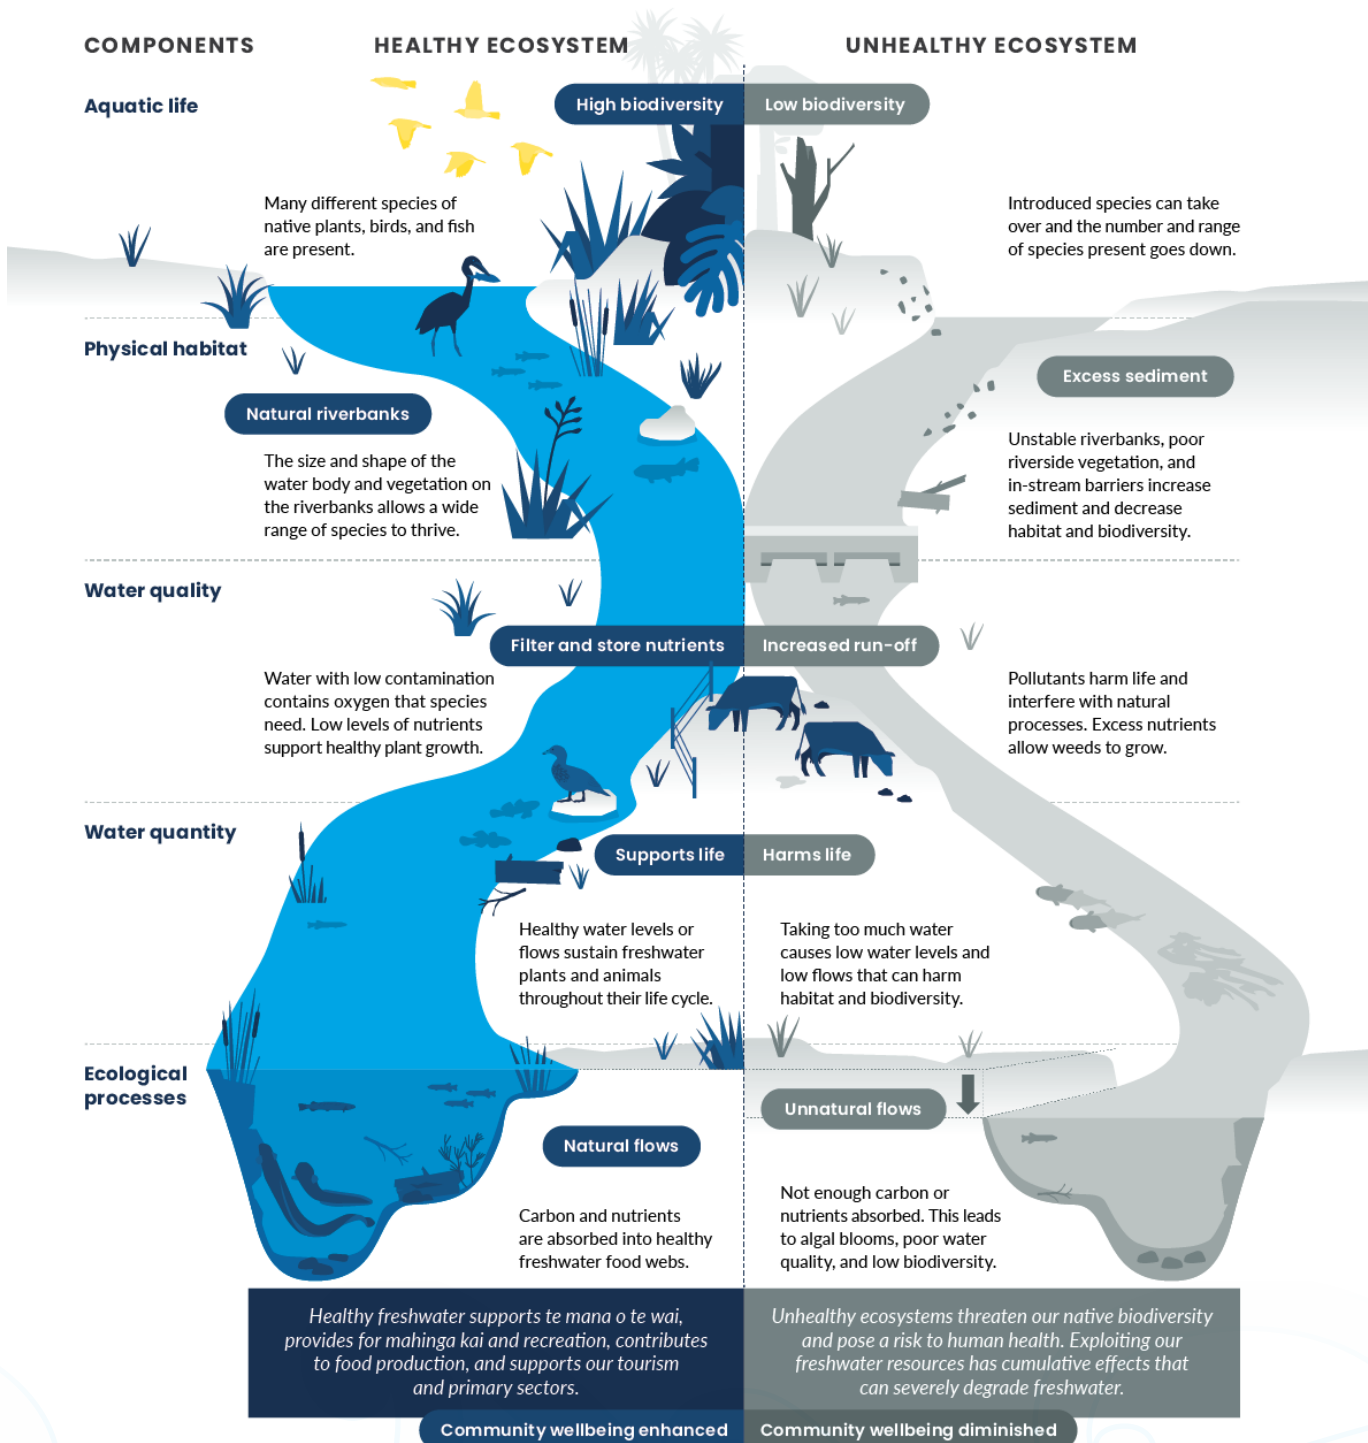 COMPONENTS
HEALTHY ECOSYSTEM
UNHEALTHY ECOSYSTEM
Aquatic life
High biodiversity
Low biodiversity
Many different species of
native plants, birds, and fish
are present.
Introduced species can take
over and the number and range
of species present goes down.
Physical habitat
Natural riverbanks
Excess sediment
The size and shape of the
water body and vegetation on
the riverbanks allows a wide
range of species to thrive.
Unstable riverbanks, poor
riverside vegetation, and
in-stream barriers increase
sediment and decrease
habitat and biodiversity.
Water quality
Filter and store nutrients
Increased run-off
Water with low contamination
contains oxygen that species
need. Low levels of nutrients
support healthy plant growth.
Pollutants harm life and
interfere with natural
processes. Excess nutrients
allow weeds to grow.
Water quantity
Supports life
Harms life
Healthy water levels or
flows sustain freshwater
plants and animals
throughout their life cycle.
Taking too much water
causes low water levels and
low flows that can harm
habitat and biodiversity.
Ecological
processes
Natural flows
Unnatural flows
Carbon and nutrients
are absorbed into healthy
freshwater food webs.
Not enough carbon or
nutrients absorbed. This leads
to algal blooms, poor water
quality, and low biodiversity.
Healthy freshwater supports te mana o te wai,
provides for mahinga kai and recreation, contributes
to food production, and supports our tourism
and primary sectors.
Unhealthy ecosystems threaten our native biodiversity
and pose a risk to human health. Exploiting our
freshwater resources has cumulative effects that
can severely degrade freshwater.
Community wellbeing enhanced
Community wellbeing diminished